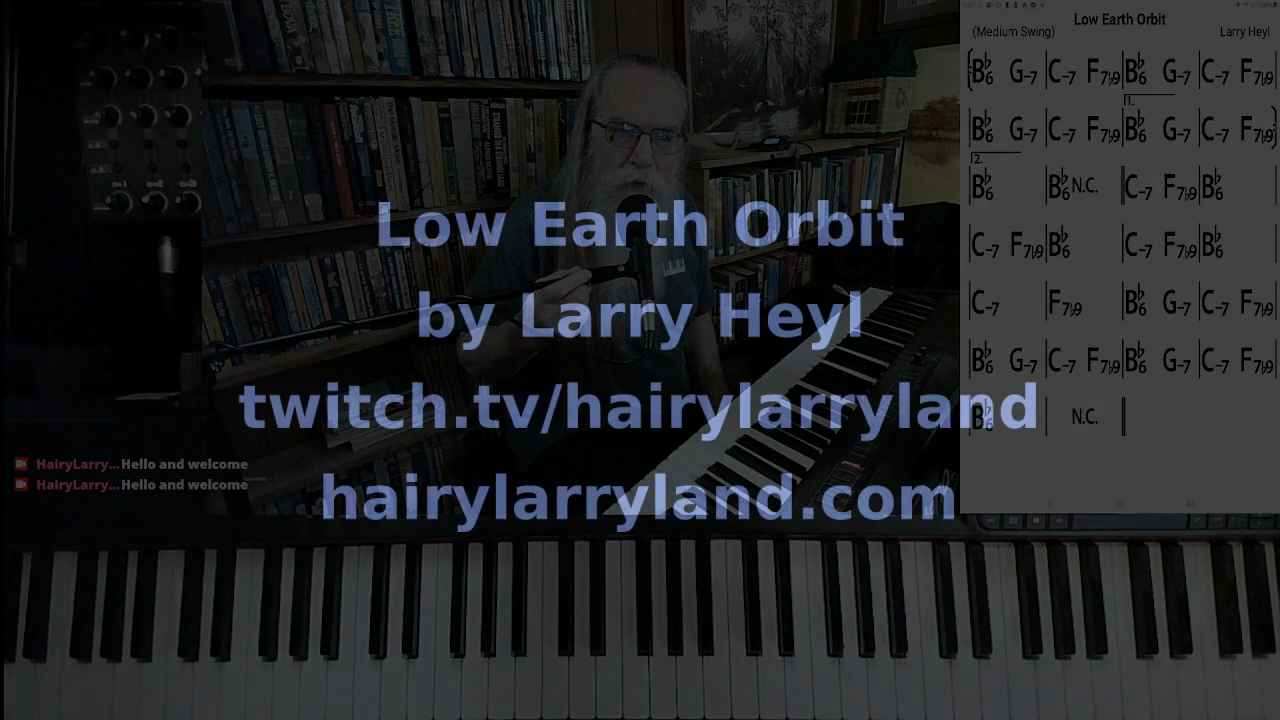 Low Earth Orbit
(Medium Swing) Larry Heyl
B♭6 G-7 C-7 F7♭9 B♭6 G-7 C-7 F7♭9
1.
B♭6 G-7 C-7 F7♭9 B♭6 G-7 C-7 F7♭9
2.
B♭6 B♭6 N.C. C-7 F7♭9 B♭6
C-7 F7♭9 B♭6 C-7 F7♭9 B♭6
C-7 F7♭9 B♭6 G-7 C-7 F7♭9
B♭6 G-7 C-7 F7♭9 B♭6 G-7 C-7 F7♭9
B♭6 N.C.
Low Earth Orbit
by Larry Heyl
twitch.tv/hairylarryland
hairylarryland.com
HairyLarry... Hello and welcome
HairyLarry... Hello and welcome